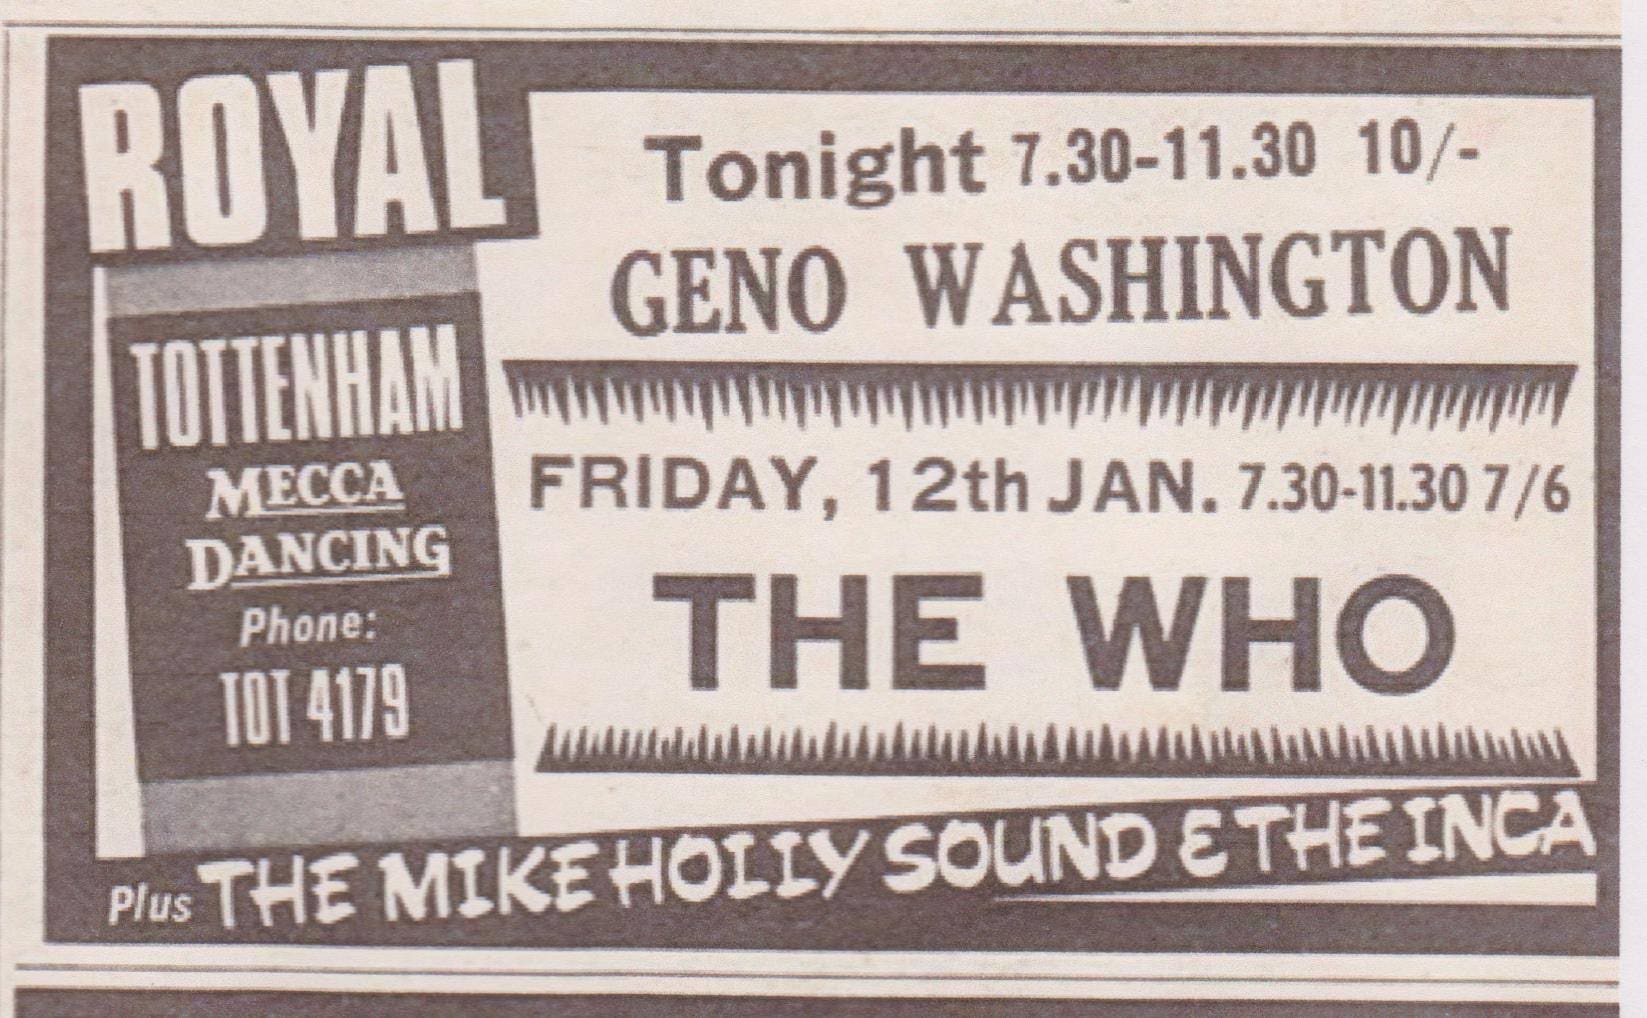 ROYAL
TOTTENHAM
MECCA
DANCING
Phone:
TOT 4179
Tonight 7.30-11.30 10/-
GENO WASHINGTON
FRIDAY, 12th JAN. 7.30-11.30 7/6
THE WHO
Plus THE MIKE HOLLY SOUND & THE INCA